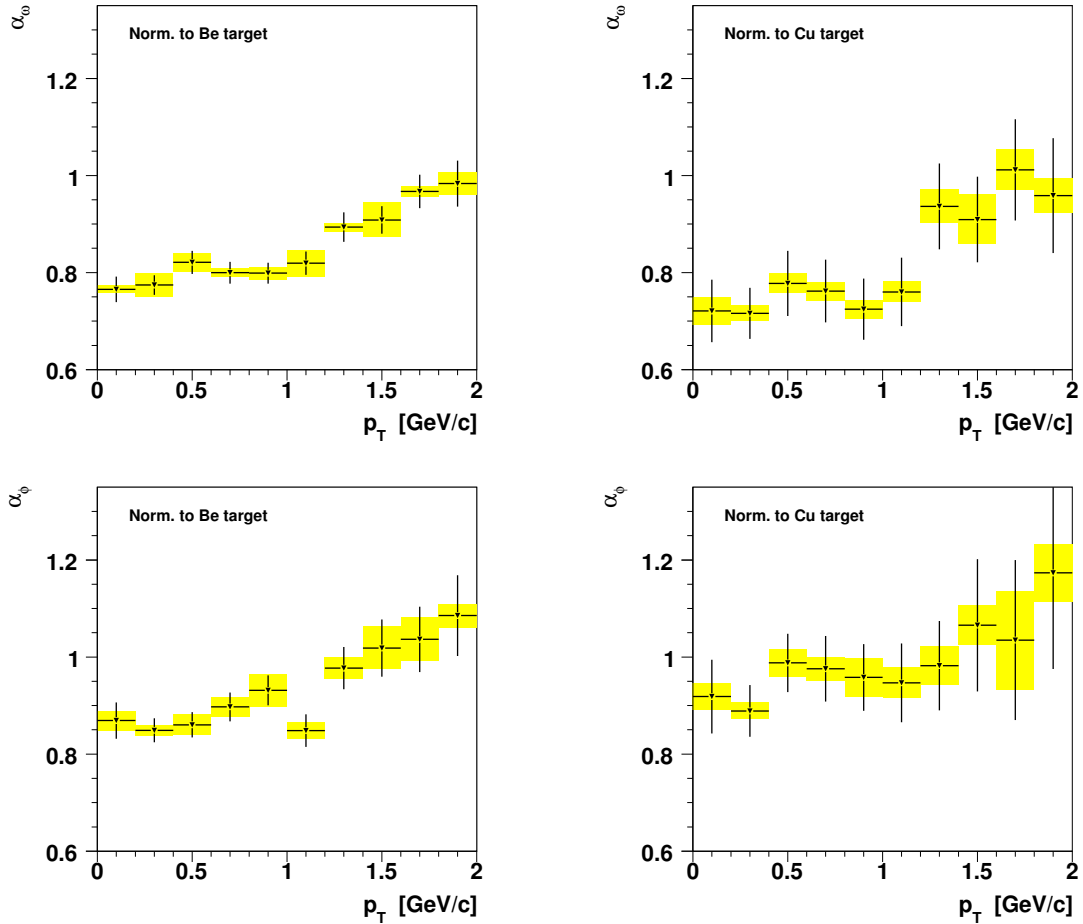 α_ω
Norm. to Be target
1.2
1
0.8
0.6
0 0.5 1 1.5 2
p_T [GeV/c]
α_ω
Norm. to Cu target
1.2
1
0.8
0.6
0 0.5 1 1.5 2
p_T [GeV/c]
α_ϕ
Norm. to Be target
1.2
1
0.8
0.6
0 0.5 1 1.5 2
p_T [GeV/c]
α_ϕ
Norm. to Cu target
1.2
1
0.8
0.6
0 0.5 1 1.5 2
p_T [GeV/c]